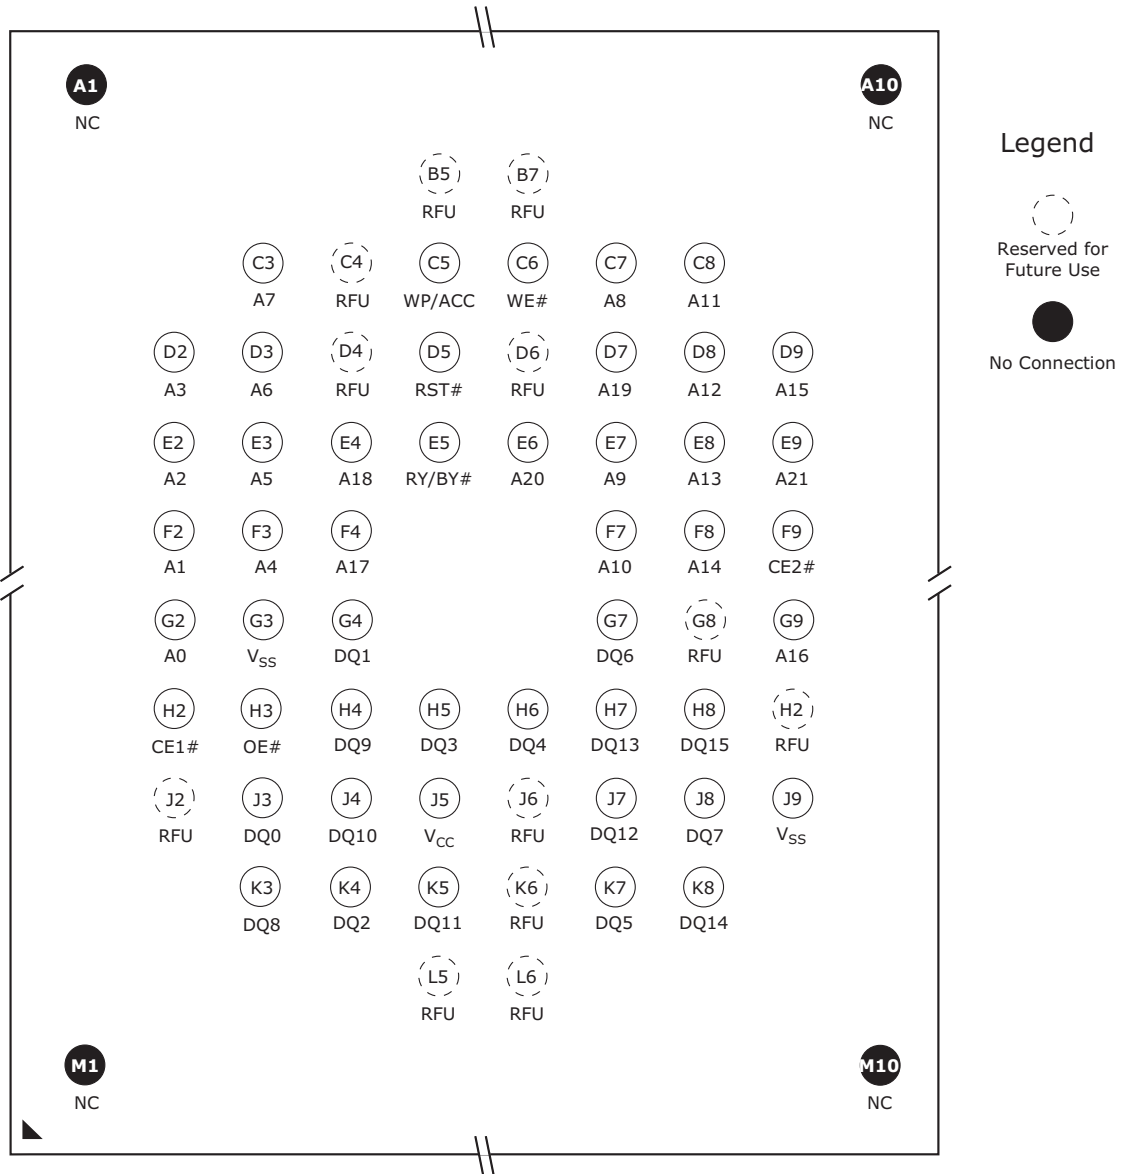 A1 A10
NC NC
Legend
B5 B7
RFU RFU
Reserved for
Future Use
C3 C4 C5 C6 C7 C8
A7 RFU WP/ACC WE# A8 A11
No Connection
D2 D3 D4 D5 D6 D7 D8 D9
A3 A6 RFU RST# RFU A19 A12 A15
E2 E3 E4 E5 E6 E7 E8 E9
A2 A5 A18 RY/BY# A20 A9 A13 A21
F2 F3 F4 F7 F8 F9
A1 A4 A17 A10 A14 CE2#
G2 G3 G4 G7 G8 G9
A0 VSS DQ1 DQ6 RFU A16
H2 H3 H4 H5 H6 H7 H8 H2
CE1# OE# DQ9 DQ3 DQ4 DQ13 DQ15 RFU
J2 J3 J4 J5 J6 J7 J8 J9
RFU DQ0 DQ10 VCC RFU DQ12 DQ7 VSS
K3 K4 K5 K6 K7 K8
DQ8 DQ2 DQ11 RFU DQ5 DQ14
L5 L6
RFU RFU
M1 M10
NC NC